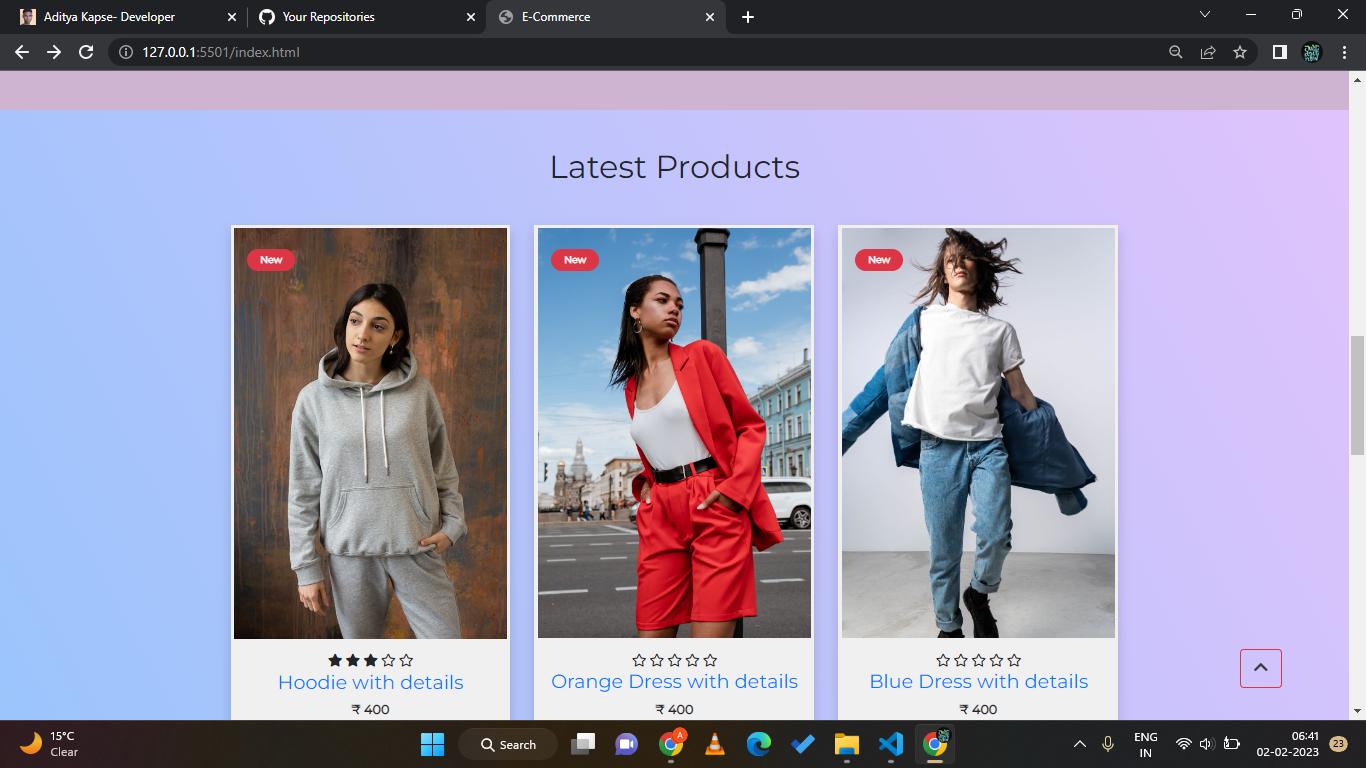 Aditya Kapse- Developer
Your Repositories
E-Commerce
127.0.0.1:5501/index.html
Latest Products
New
New
New
Hoodie with details
Orange Dress with details
Blue Dress with details
₹ 400
₹ 400
₹ 400
15°C
Clear
Search
A
ENG
IN
06:41
02-02-2023
23